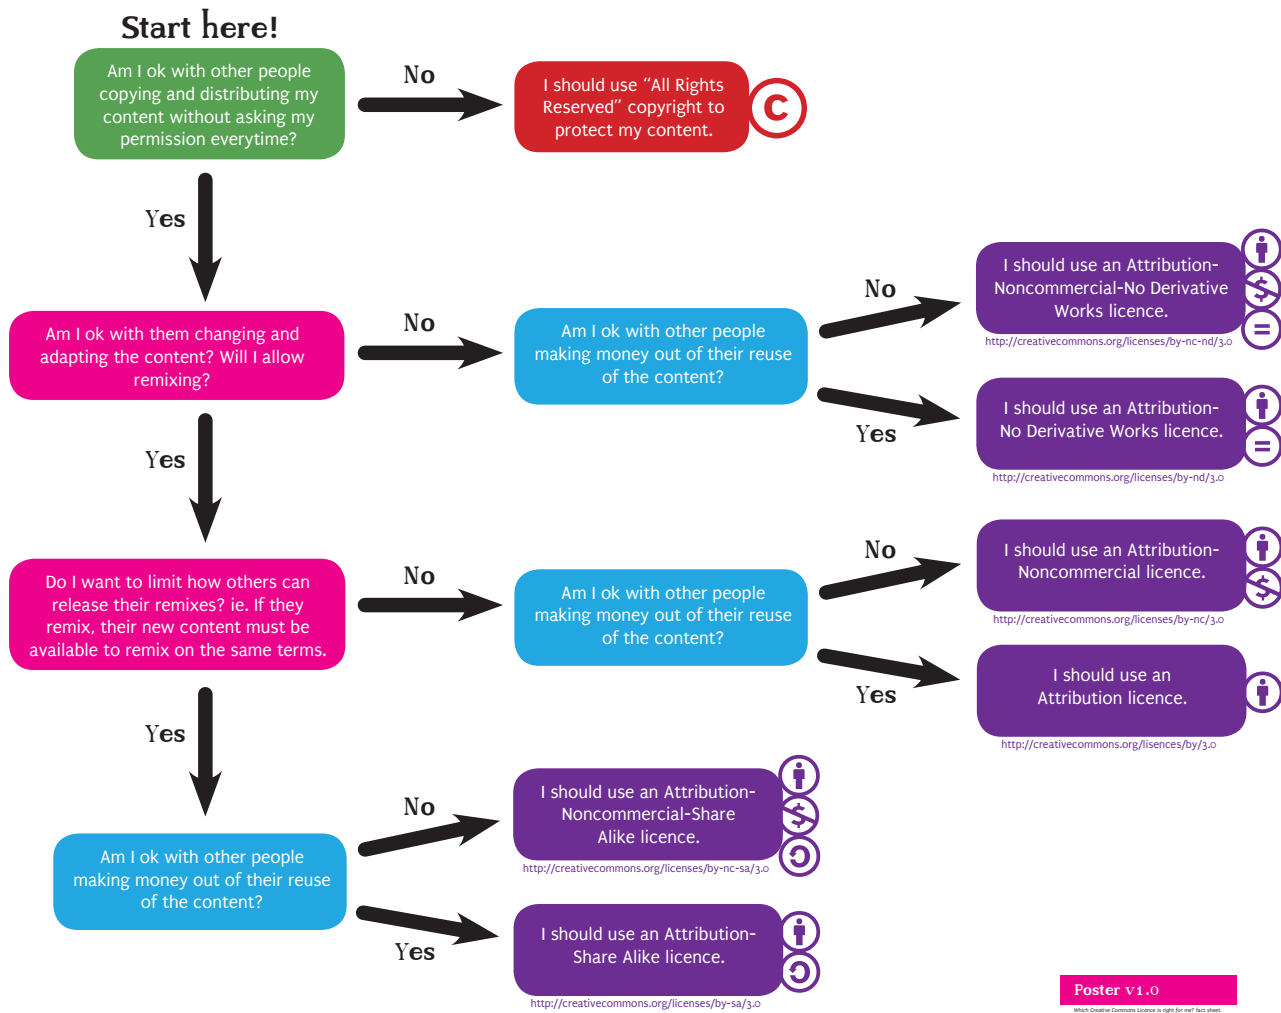 Start here!
Am I ok with other people
copying and distributing my
content without asking my
permission everytime?
No
I should use “All Rights
Reserved” copyright to
protect my content.
C
Yes
Am I ok with them changing and
adapting the content? Will I allow
remixing?
No
Am I ok with other people
making money out of their reuse
of the content?
No
I should use an Attribution-
Noncommercial-No Derivative
Works licence.
$
=
http://creativecommons.org/licenses/by-nc-nd/3.0
Yes
I should use an Attribution-
No Derivative Works licence.
=
http://creativecommons.org/licenses/by-nd/3.0
Yes
Do I want to limit how others can
release their remixes? ie. If they
remix, their new content must be
available to remix on the same terms.
No
Am I ok with other people
making money out of their reuse
of the content?
No
I should use an Attribution-
Noncommercial licence.
$
http://creativecommons.org/licenses/by-nc/3.0
Yes
I should use an
Attribution licence.
http://creativecommons.org/lisences/by/3.0
Yes
Am I ok with other people
making money out of their reuse
of the content?
No
I should use an Attribution-
Noncommercial-Share
Alike licence.
$
http://creativecommons.org/licenses/by-nc-sa/3.0
Yes
I should use an Attribution-
Share Alike licence.
http://creativecommons.org/licenses/by-sa/3.0
Poster v1.0
Which Creative Commons Licence is right for me? fact sheet.